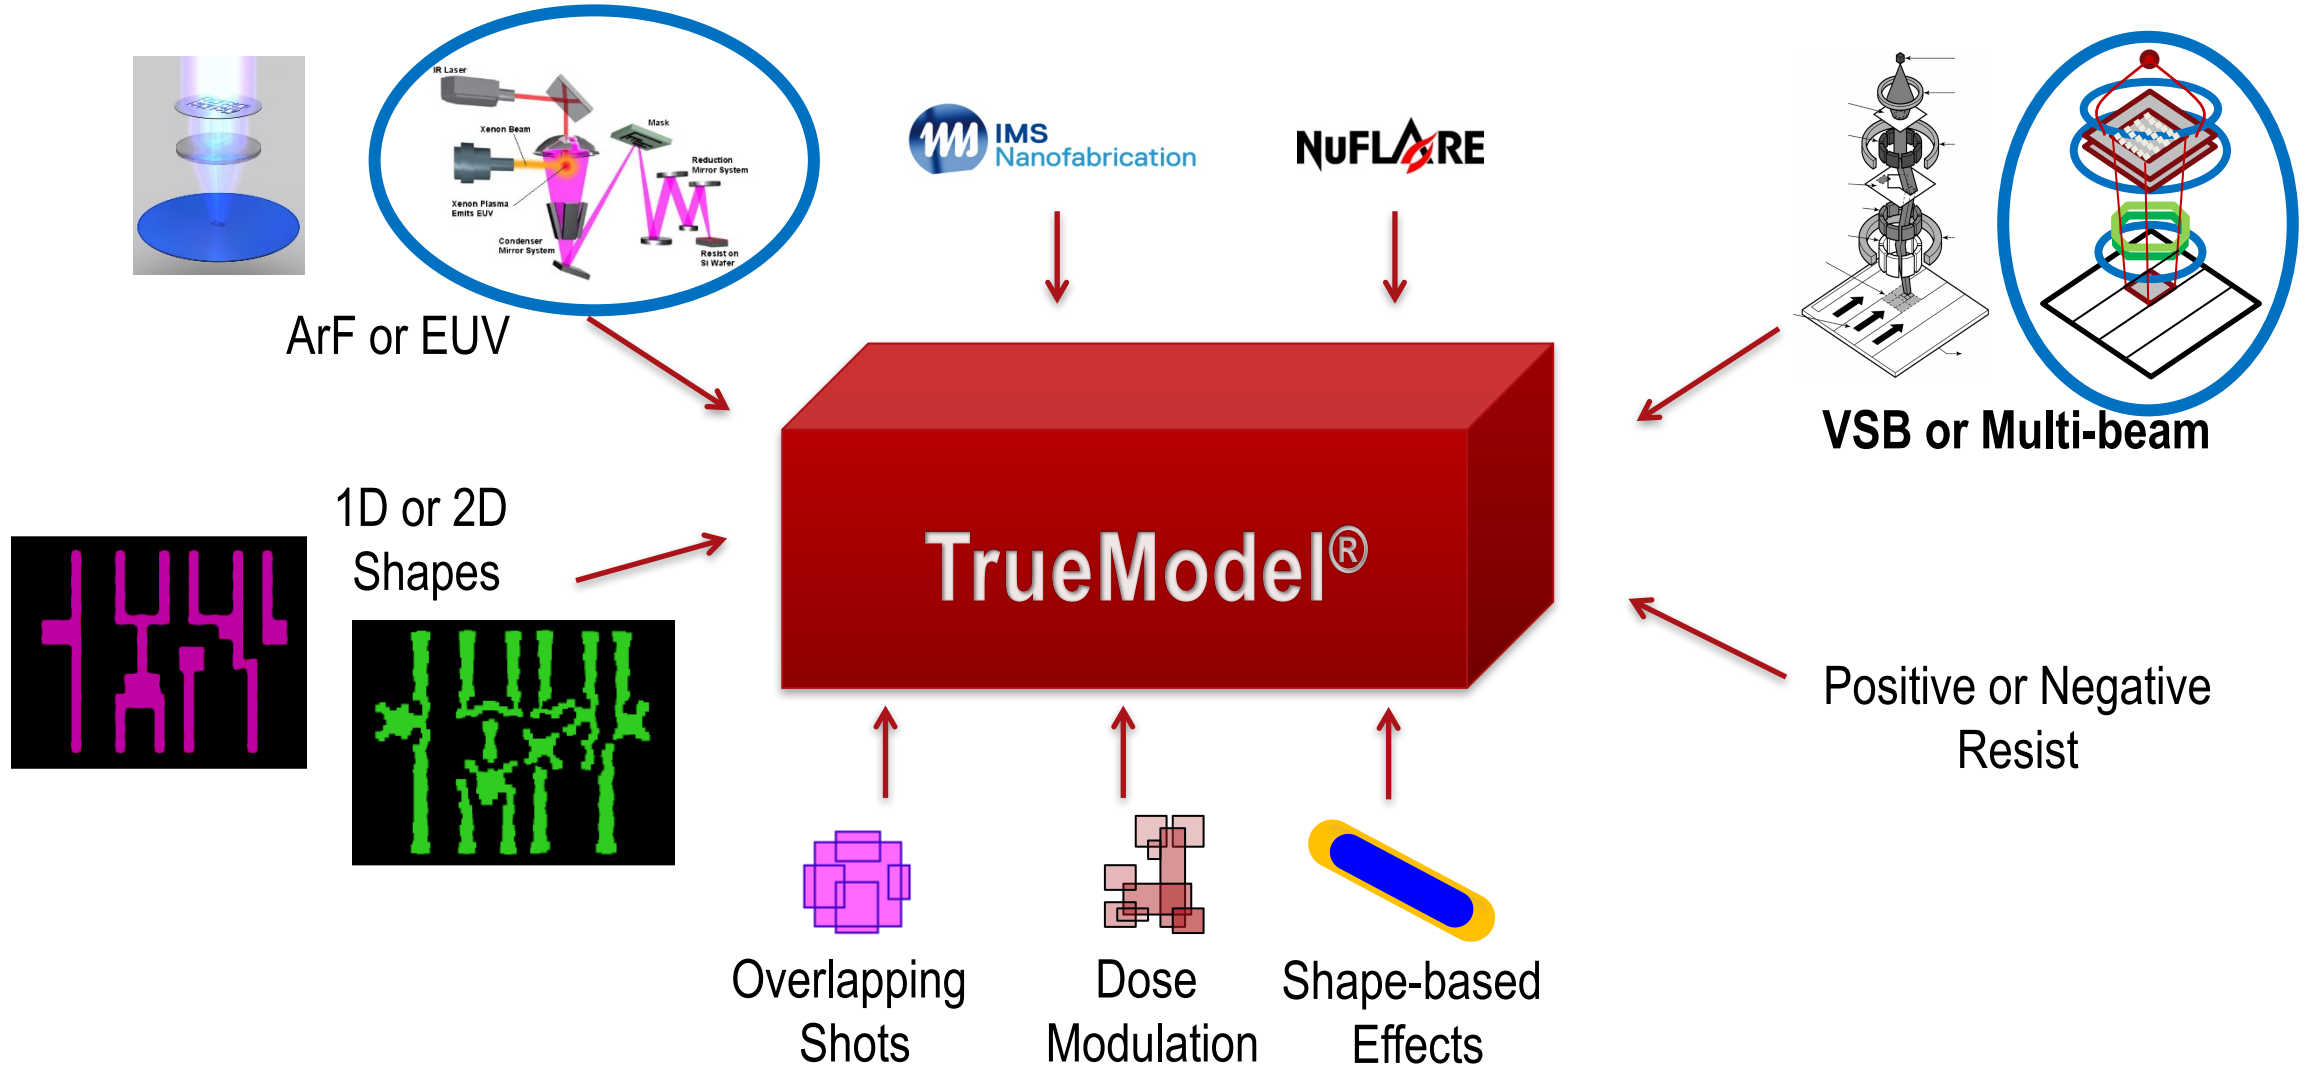 IR Laser
Xenon Beam
Mask
Reduction
Mirror System
Xenon Plasma
Emits EUV
Condenser
Mirror System
Resist on
Si Wafer
IMS
Nanofabrication
NUFLARE
ArF or EUV
VSB or Multi-beam
1D or 2D
Shapes
TrueModel®
Positive or Negative
Resist
Overlapping
Shots
Dose
Modulation
Shape-based
Effects